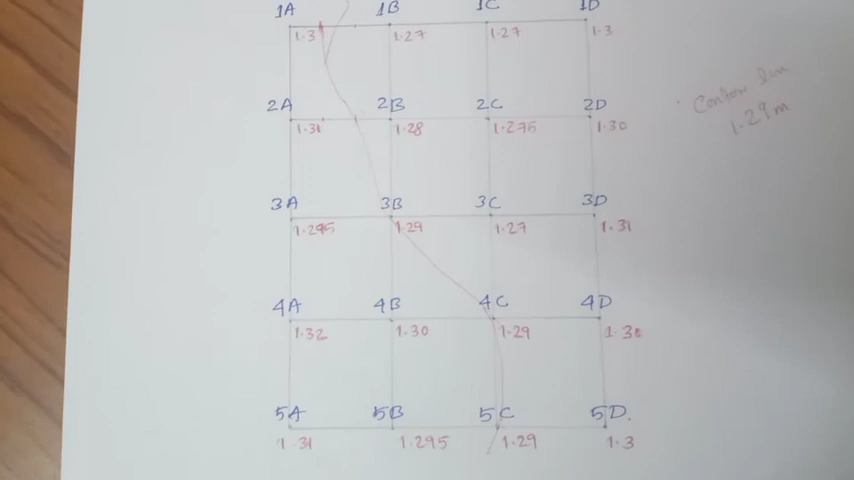 1A 1B 1C 1D
1.3 1.27 1.27 1.3
2A 2B 2C 2D
1.31 1.28 1.275 1.30
Contor
1.29m
3A 3B 3C 3D
1.295 1.29 1.27 1.31
4A 4B 4C 4D
1.32 1.30 1.29
5A 5B 5C 5D.
1.31 1.295 1.29 1.3